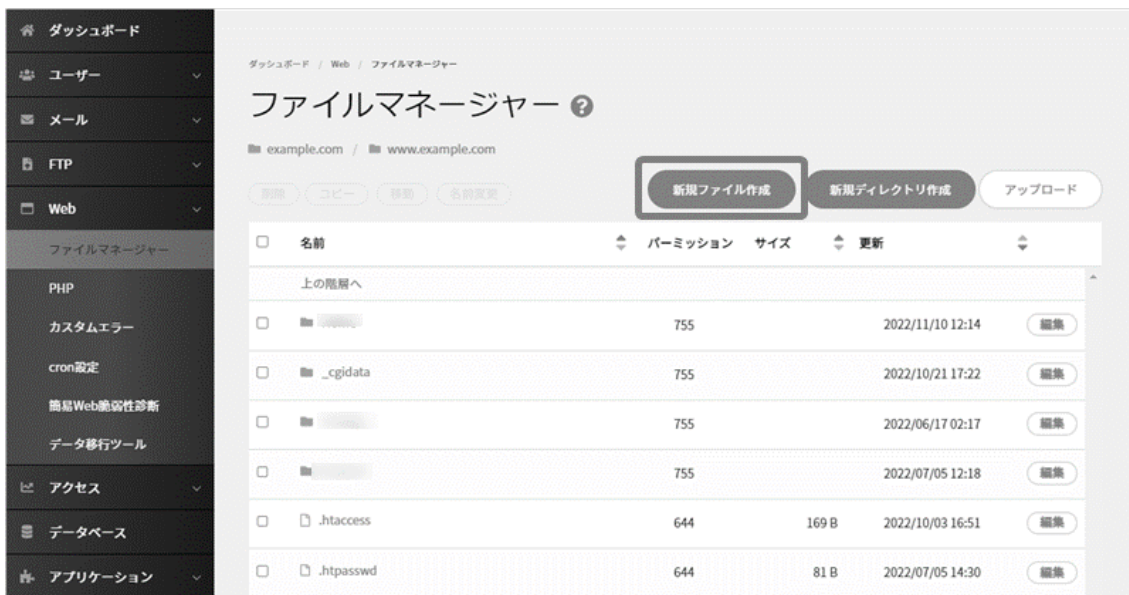 ダッシュボード
ユーザー
メール
FTP
Web
ファイルマネージャー
PHP
カスタムエラー
cron設定
簡易Web脆弱性診断
データ移行ツール
アクセス
データベース
アプリケーション
ダッシュボード / Web / ファイルマネージャー
ファイルマネージャー ?
example.com / www.example.com
削除 コピー 移動 名前変更 新規ファイル作成 新規ディレクトリ作成 アップロード
名前 パーミッション サイズ 更新
上の階層へ
755 2022/11/10 12:14 編集
_cgidata 755 2022/10/21 17:22 編集
755 2022/06/17 02:17 編集
755 2022/07/05 12:18 編集
.htaccess 644 169 B 2022/10/03 16:51 編集
.htpasswd 644 81 B 2022/07/05 14:30 編集